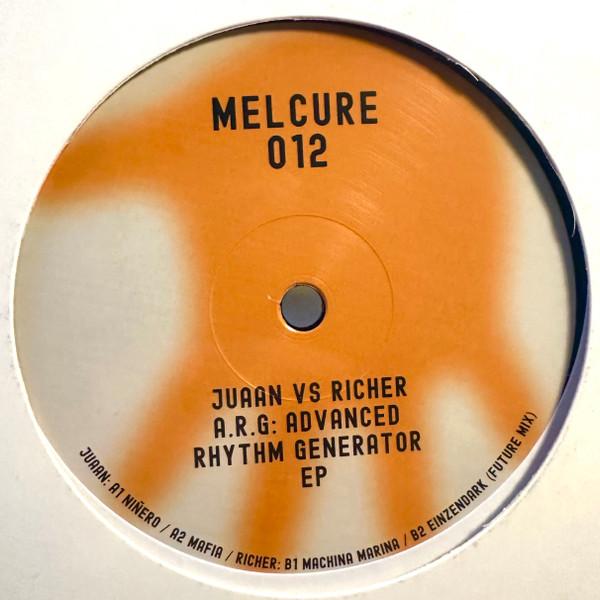 MELCURE
012
JUAAN VS RICHER
A.R.G: ADVANCED
RHYTHM GENERATOR
EP
JUAAN: A1 NIÑERO / A2 MAFIA / RICHER: B1 MACHINA MARINA / B2 EINZENDARK (FUTURE MIX)